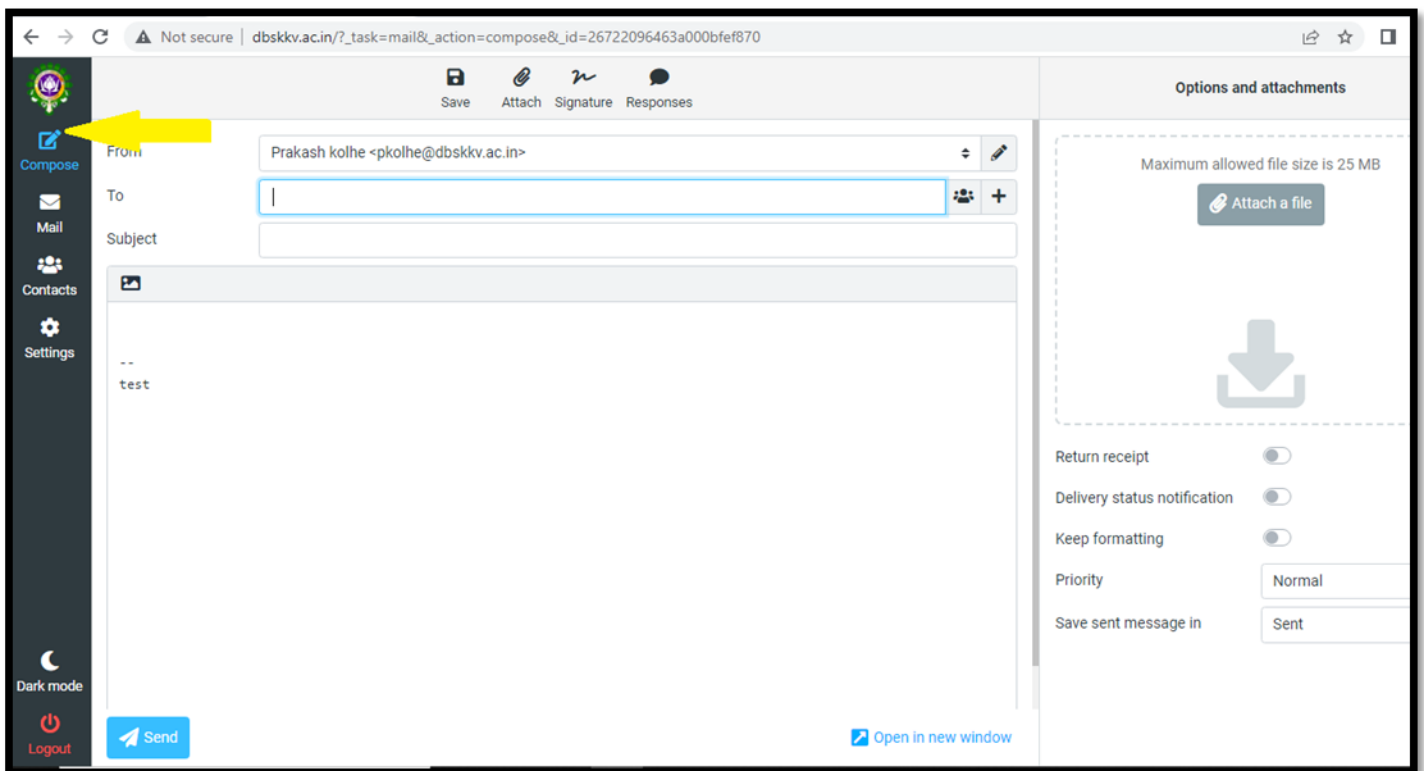 Not secure | dbskkv.ac.in/?_task=mail&_action=compose&_id=26722096463a000bfef870
Save Attach Signature Responses
Options and attachments
Compose
Mail
Contacts
Settings
Dark mode
Logout
From Prakash kolhe <pkolhe@dbskkv.ac.in>
To
Subject
--
test
Send
Open in new window
Maximum allowed file size is 25 MB
Attach a file
Return receipt
Delivery status notification
Keep formatting
Priority Normal
Save sent message in Sent